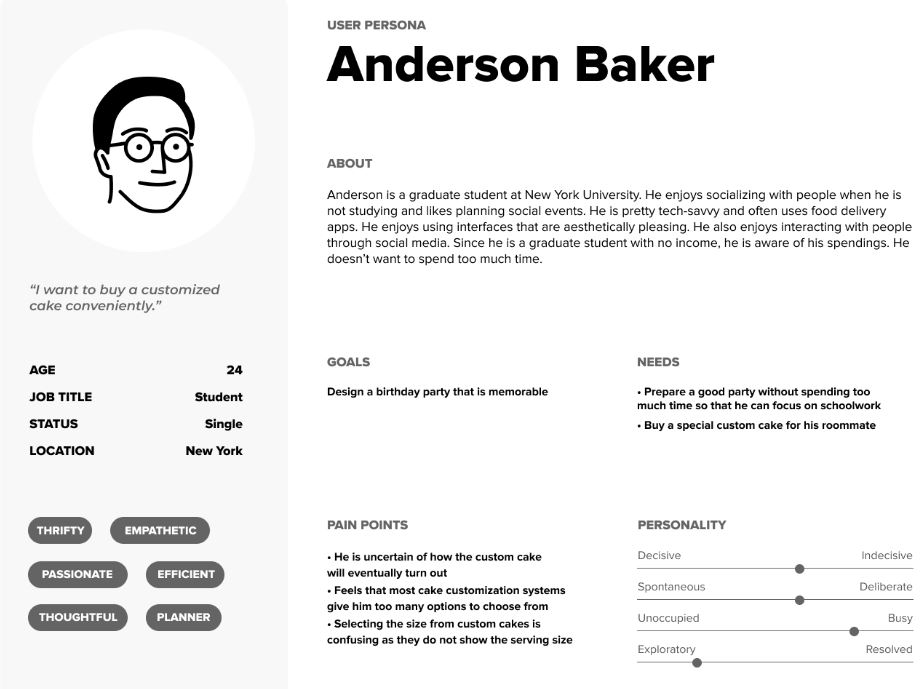 USER PERSONA
Anderson Baker
“I want to buy a customized
cake conveniently.”
AGE 24
JOB TITLE Student
STATUS Single
LOCATION New York
THRIFTY EMPATHETIC
PASSIONATE EFFICIENT
THOUGHTFUL PLANNER
ABOUT
Anderson is a graduate student at New York University. He enjoys socializing with people when he is
not studying and likes planning social events. He is pretty tech-savvy and often uses food delivery
apps. He enjoys using interfaces that are aesthetically pleasing. He also enjoys interacting with people
through social media. Since he is a graduate student with no income, he is aware of his spendings. He
doesn’t want to spend too much time.
GOALS
Design a birthday party that is memorable
NEEDS
• Prepare a good party without spending too
much time so that he can focus on schoolwork
• Buy a special custom cake for his roommate
PAIN POINTS
• He is uncertain of how the custom cake
will eventually turn out
• Feels that most cake customization systems
give him too many options to choose from
• Selecting the size from custom cakes is
confusing as they do not show the serving size
PERSONALITY
Decisive Indecisive
Spontaneous Deliberate
Unoccupied Busy
Exploratory Resolved